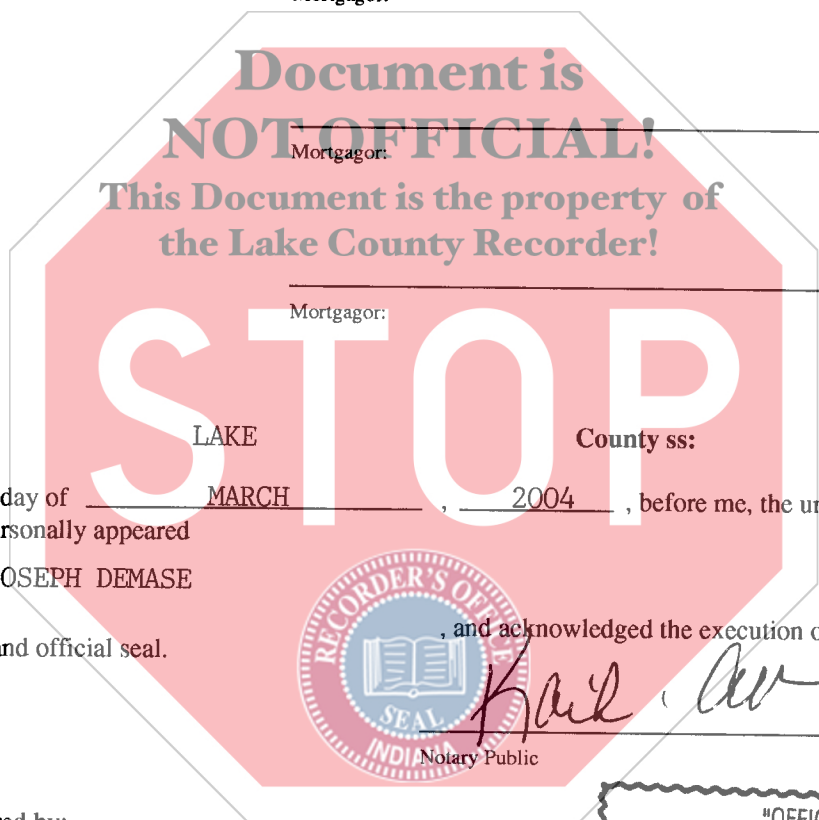 Document is
NOT OFFICIAL!
Mortgagor:
This Document is the property of
the Lake County Recorder!
Mortgagor:
STOP
LAKE County ss:
day of MARCH , 2004 , before me, the un
rsonally appeared
OSEPH DEMASE
, and acknowledged the execution o
nd official seal.
RECORDER'S OFFICE
SEAL
INDIANA
Notary Public
"OFFIC